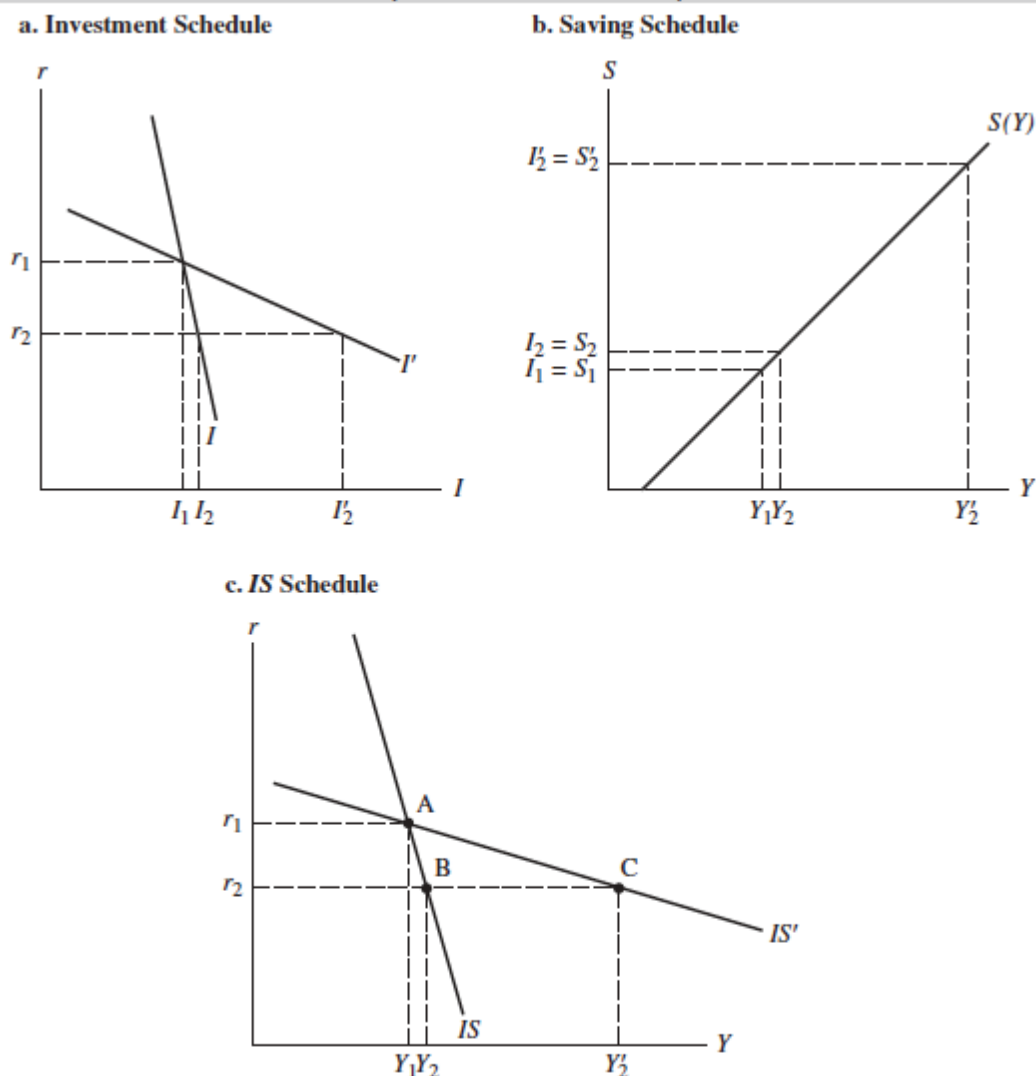 a. Investment Schedule
r
r₁
r₂
I'
I
I
I₁ I₂ I'₂
b. Saving Schedule
S
S(Y)
I'₂ = S'₂
I₂ = S₂
I₁ = S₁
Y
Y₁Y₂ Y'₂
c. IS Schedule
r
A
r₁
B C
r₂
IS'
IS
Y
Y₁Y₂ Y'₂